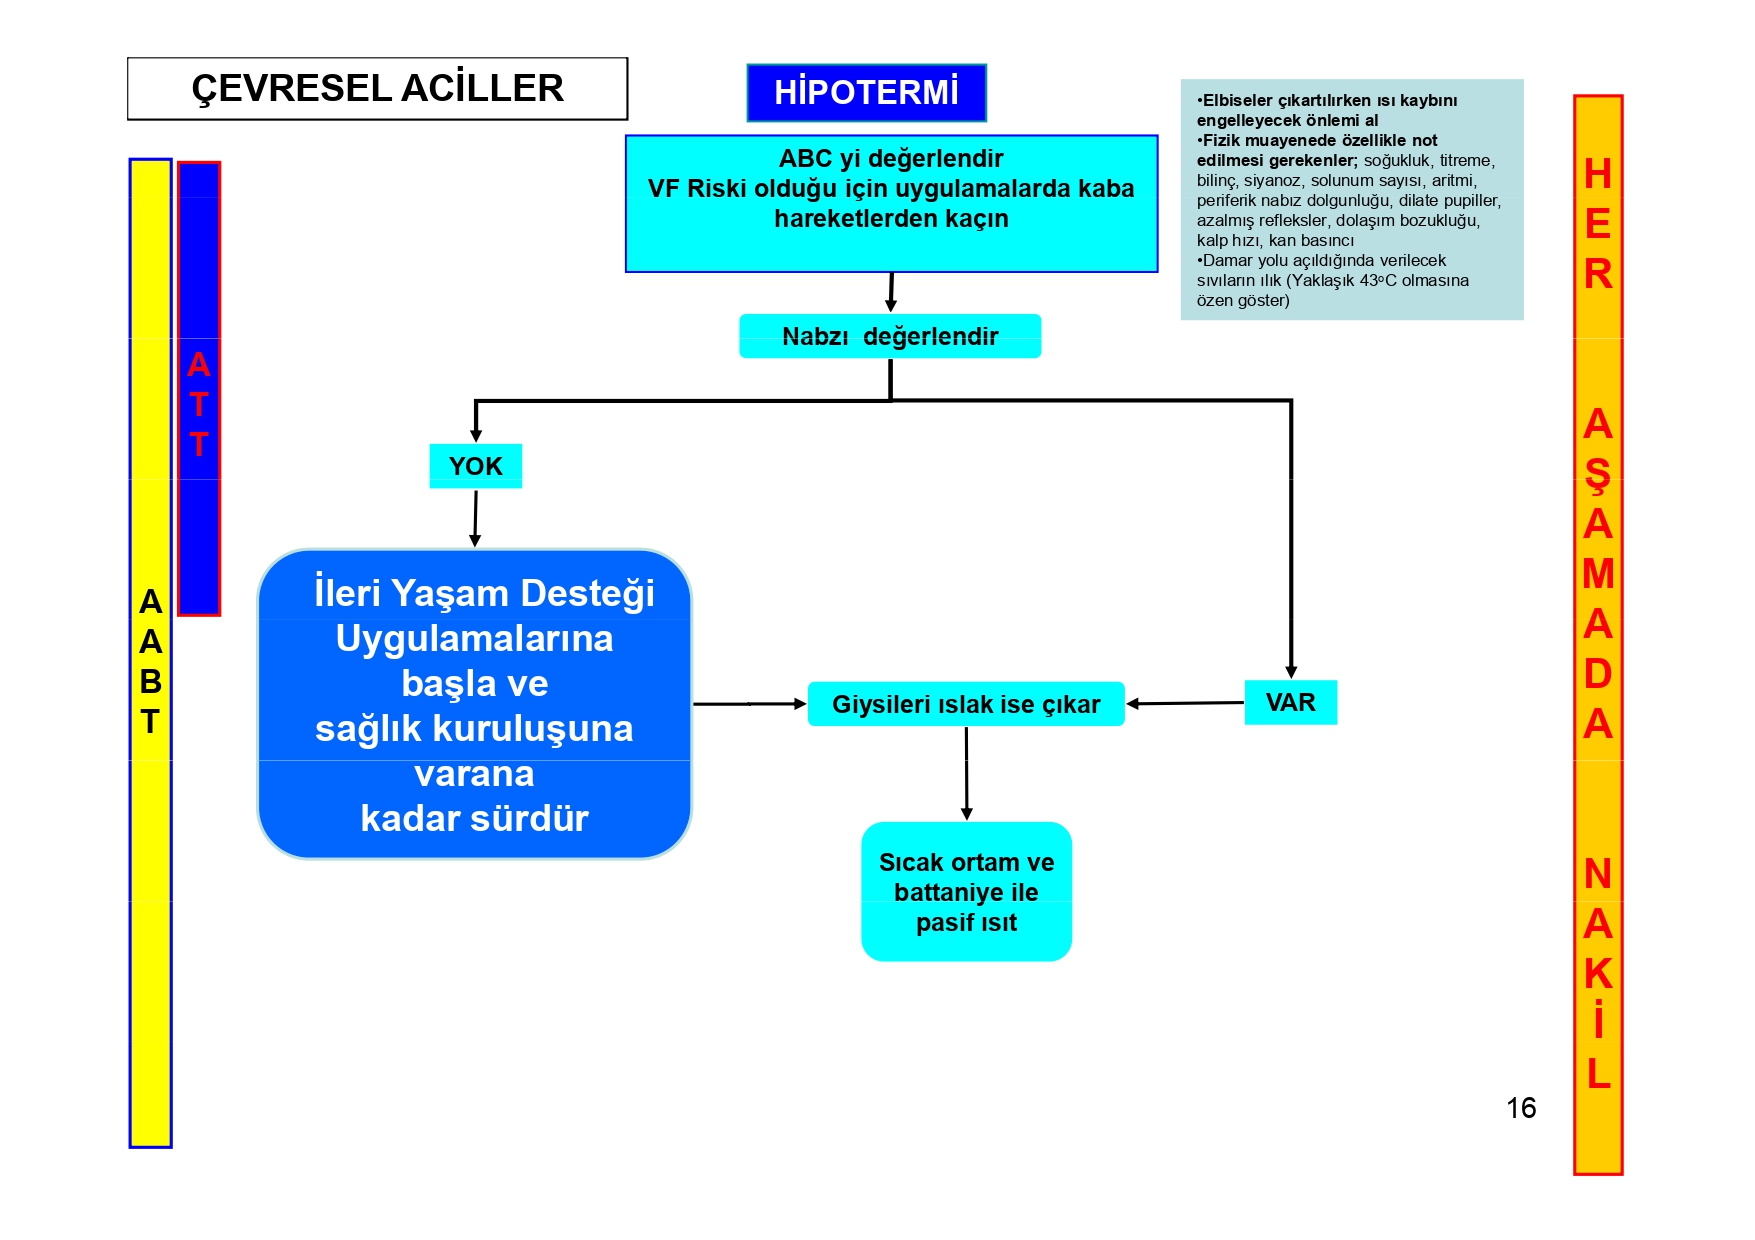 ÇEVRESEL ACİLLER
HİPOTERMİ
ABC yi değerlendir
VF Riski olduğu için uygulamalarda kaba
hareketlerden kaçın
•Elbiseler çıkartılırken ısı kaybını
engelleyecek önlemi al
•Fizik muayenede özellikle not
edilmesi gerekenler; soğukluk, titreme,
bilinç, siyanoz, solunum sayısı, aritmi,
periferik nabız dolgunluğu, dilate pupiller,
azalmış refleksler, dolaşım bozukluğu,
kalp hızı, kan basıncı
•Damar yolu açıldığında verilecek
sıvıların ılık (Yaklaşık 43ºC olmasına
özen göster)
Nabzı  değerlendir
YOK
İleri Yaşam Desteği
Uygulamalarına
başla ve
sağlık kuruluşuna
varana
kadar sürdür
Giysileri ıslak ise çıkar
VAR
Sıcak ortam ve
battaniye ile
pasif ısıt
A
A
B
T
A
T
T
H
E
R
A
Ş
A
M
A
D
A
N
A
K
İ
L
16